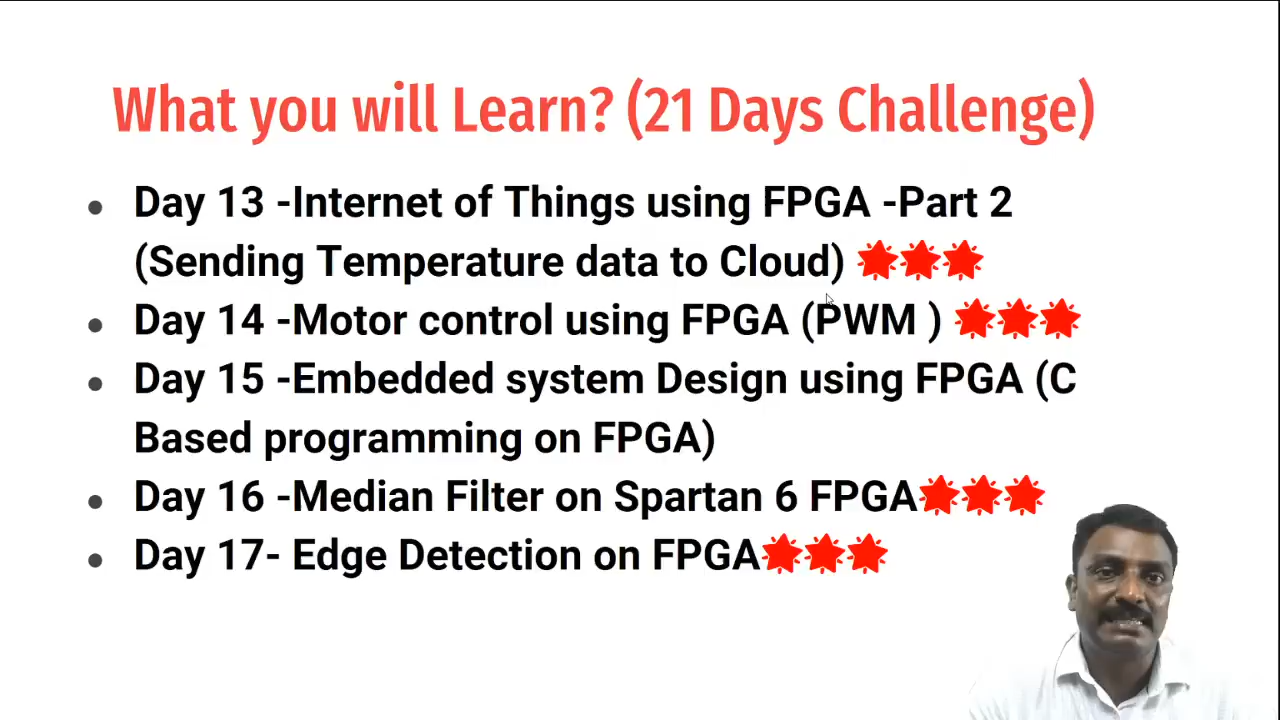 What you will Learn? (21 Days Challenge)
● Day 13 -Internet of Things using FPGA -Part 2
(Sending Temperature data to Cloud)
● Day 14 -Motor control using FPGA (PWM )
● Day 15 -Embedded system Design using FPGA (C
Based programming on FPGA)
● Day 16 -Median Filter on Spartan 6 FPGA
● Day 17- Edge Detection on FPGA